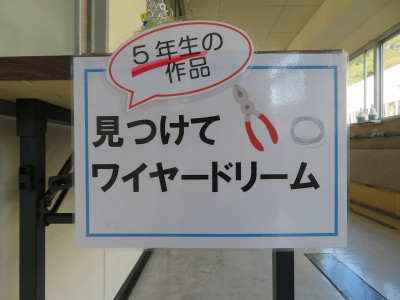 5年生の
作品
見つけて
ワイヤードリーム